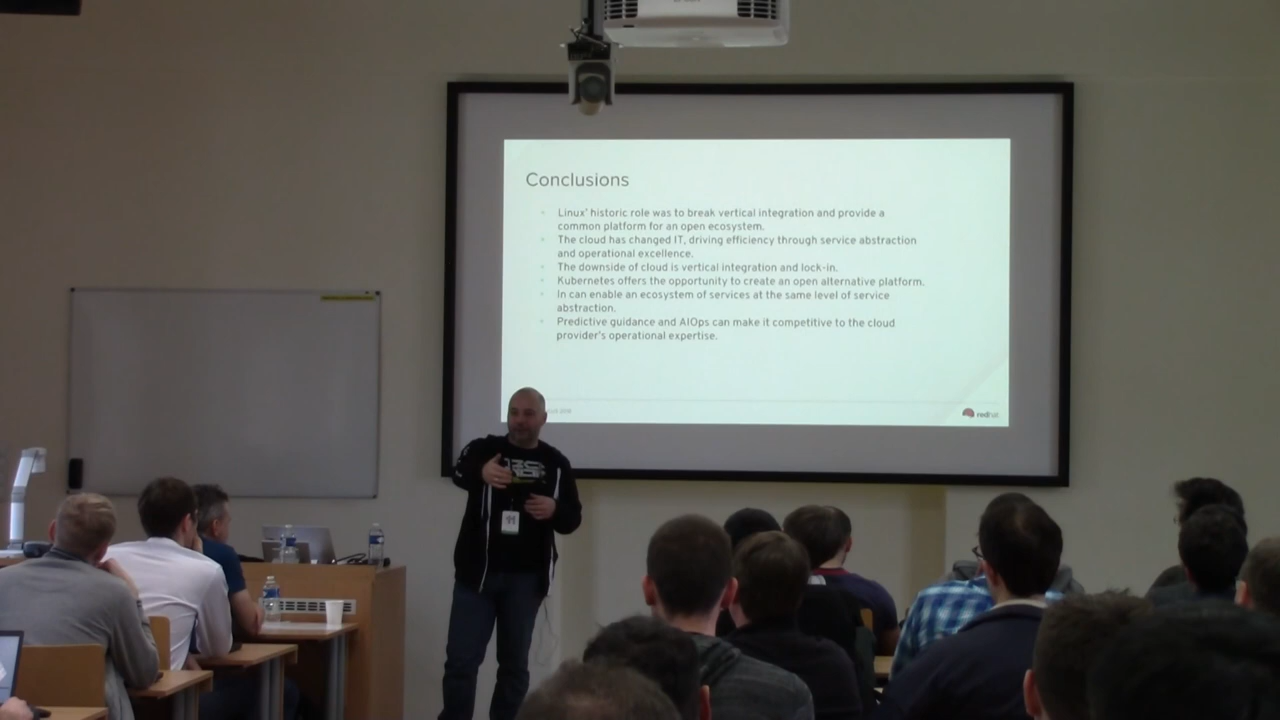 Conclusions
Linux' historic role was to break vertical integration and provide a
common platform for an open ecosystem.
The cloud has changed IT, driving efficiency through service abstraction
and operational excellence.
The downside of cloud is vertical integration and lock-in.
Kubernetes offers the opportunity to create an open alternative platform.
In can enable an ecosystem of services at the same level of service
abstraction.
Predictive guidance and AIOps can make it competitive to the cloud
provider's operational expertise.
redhat